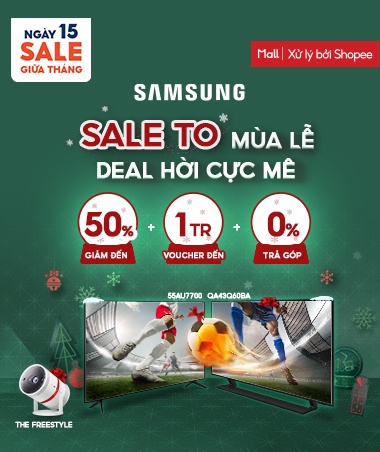 NGÀY 15
SALE
GIỮA THÁNG
Mall | Xử lý bởi Shopee
SAMSUNG
SALE TO MÙA LỄ
DEAL HỜI CỰC MÊ
50% + 1TR + 0%
GIẢM ĐẾN VOUCHER ĐẾN TRẢ GÓP
55AU7700 QA43Q60BA
THE FREESTYLE